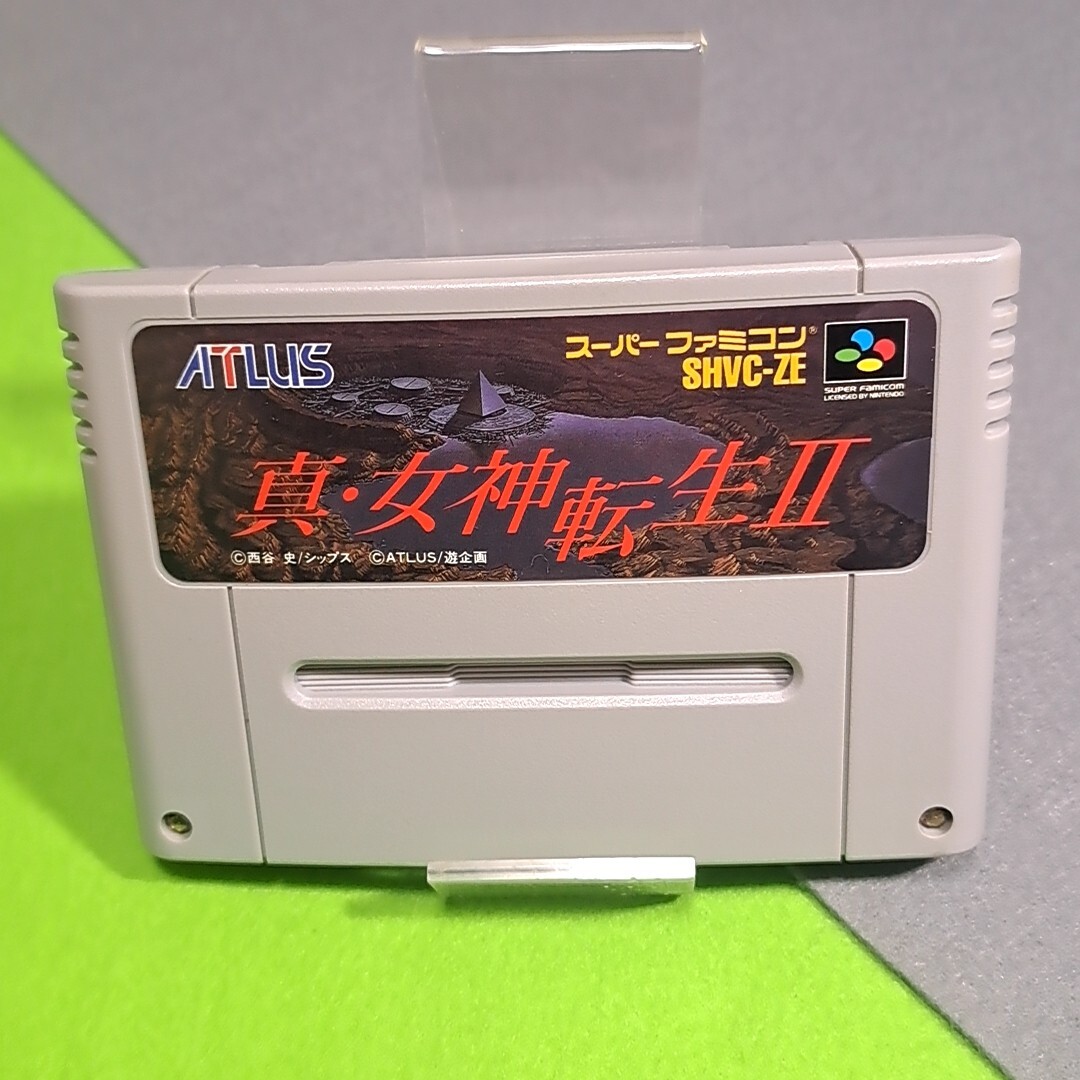 ATLUS
スーパーファミコン®
SHVC-ZE
SUPER FAMICOM
LICENSED BY NINTENDO
真・女神転生II
©西谷 史/シップス ©ATLUS/遊企画